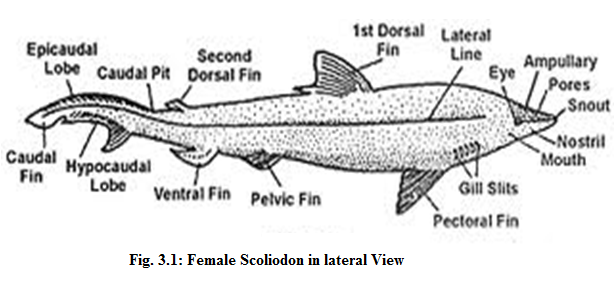 1st Dorsal
Fin
Lateral
Line
Ampullary
Pores
Eye
Snout
Nostril
Mouth
Epicaudal
Lobe
Caudal Pit
Second
Dorsal Fin
Caudal
Fin
Hypocaudal
Lobe
Ventral Fin
Pelvic Fin
Gill Slits
Pectoral Fin
Fig. 3.1: Female Scoliodon in lateral View